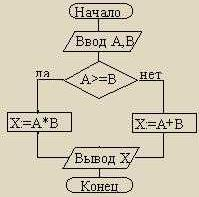 Начало
Ввод A,B
A>=B
да
нет
X:=A*B
X:=A+B
Вывод X
Конец